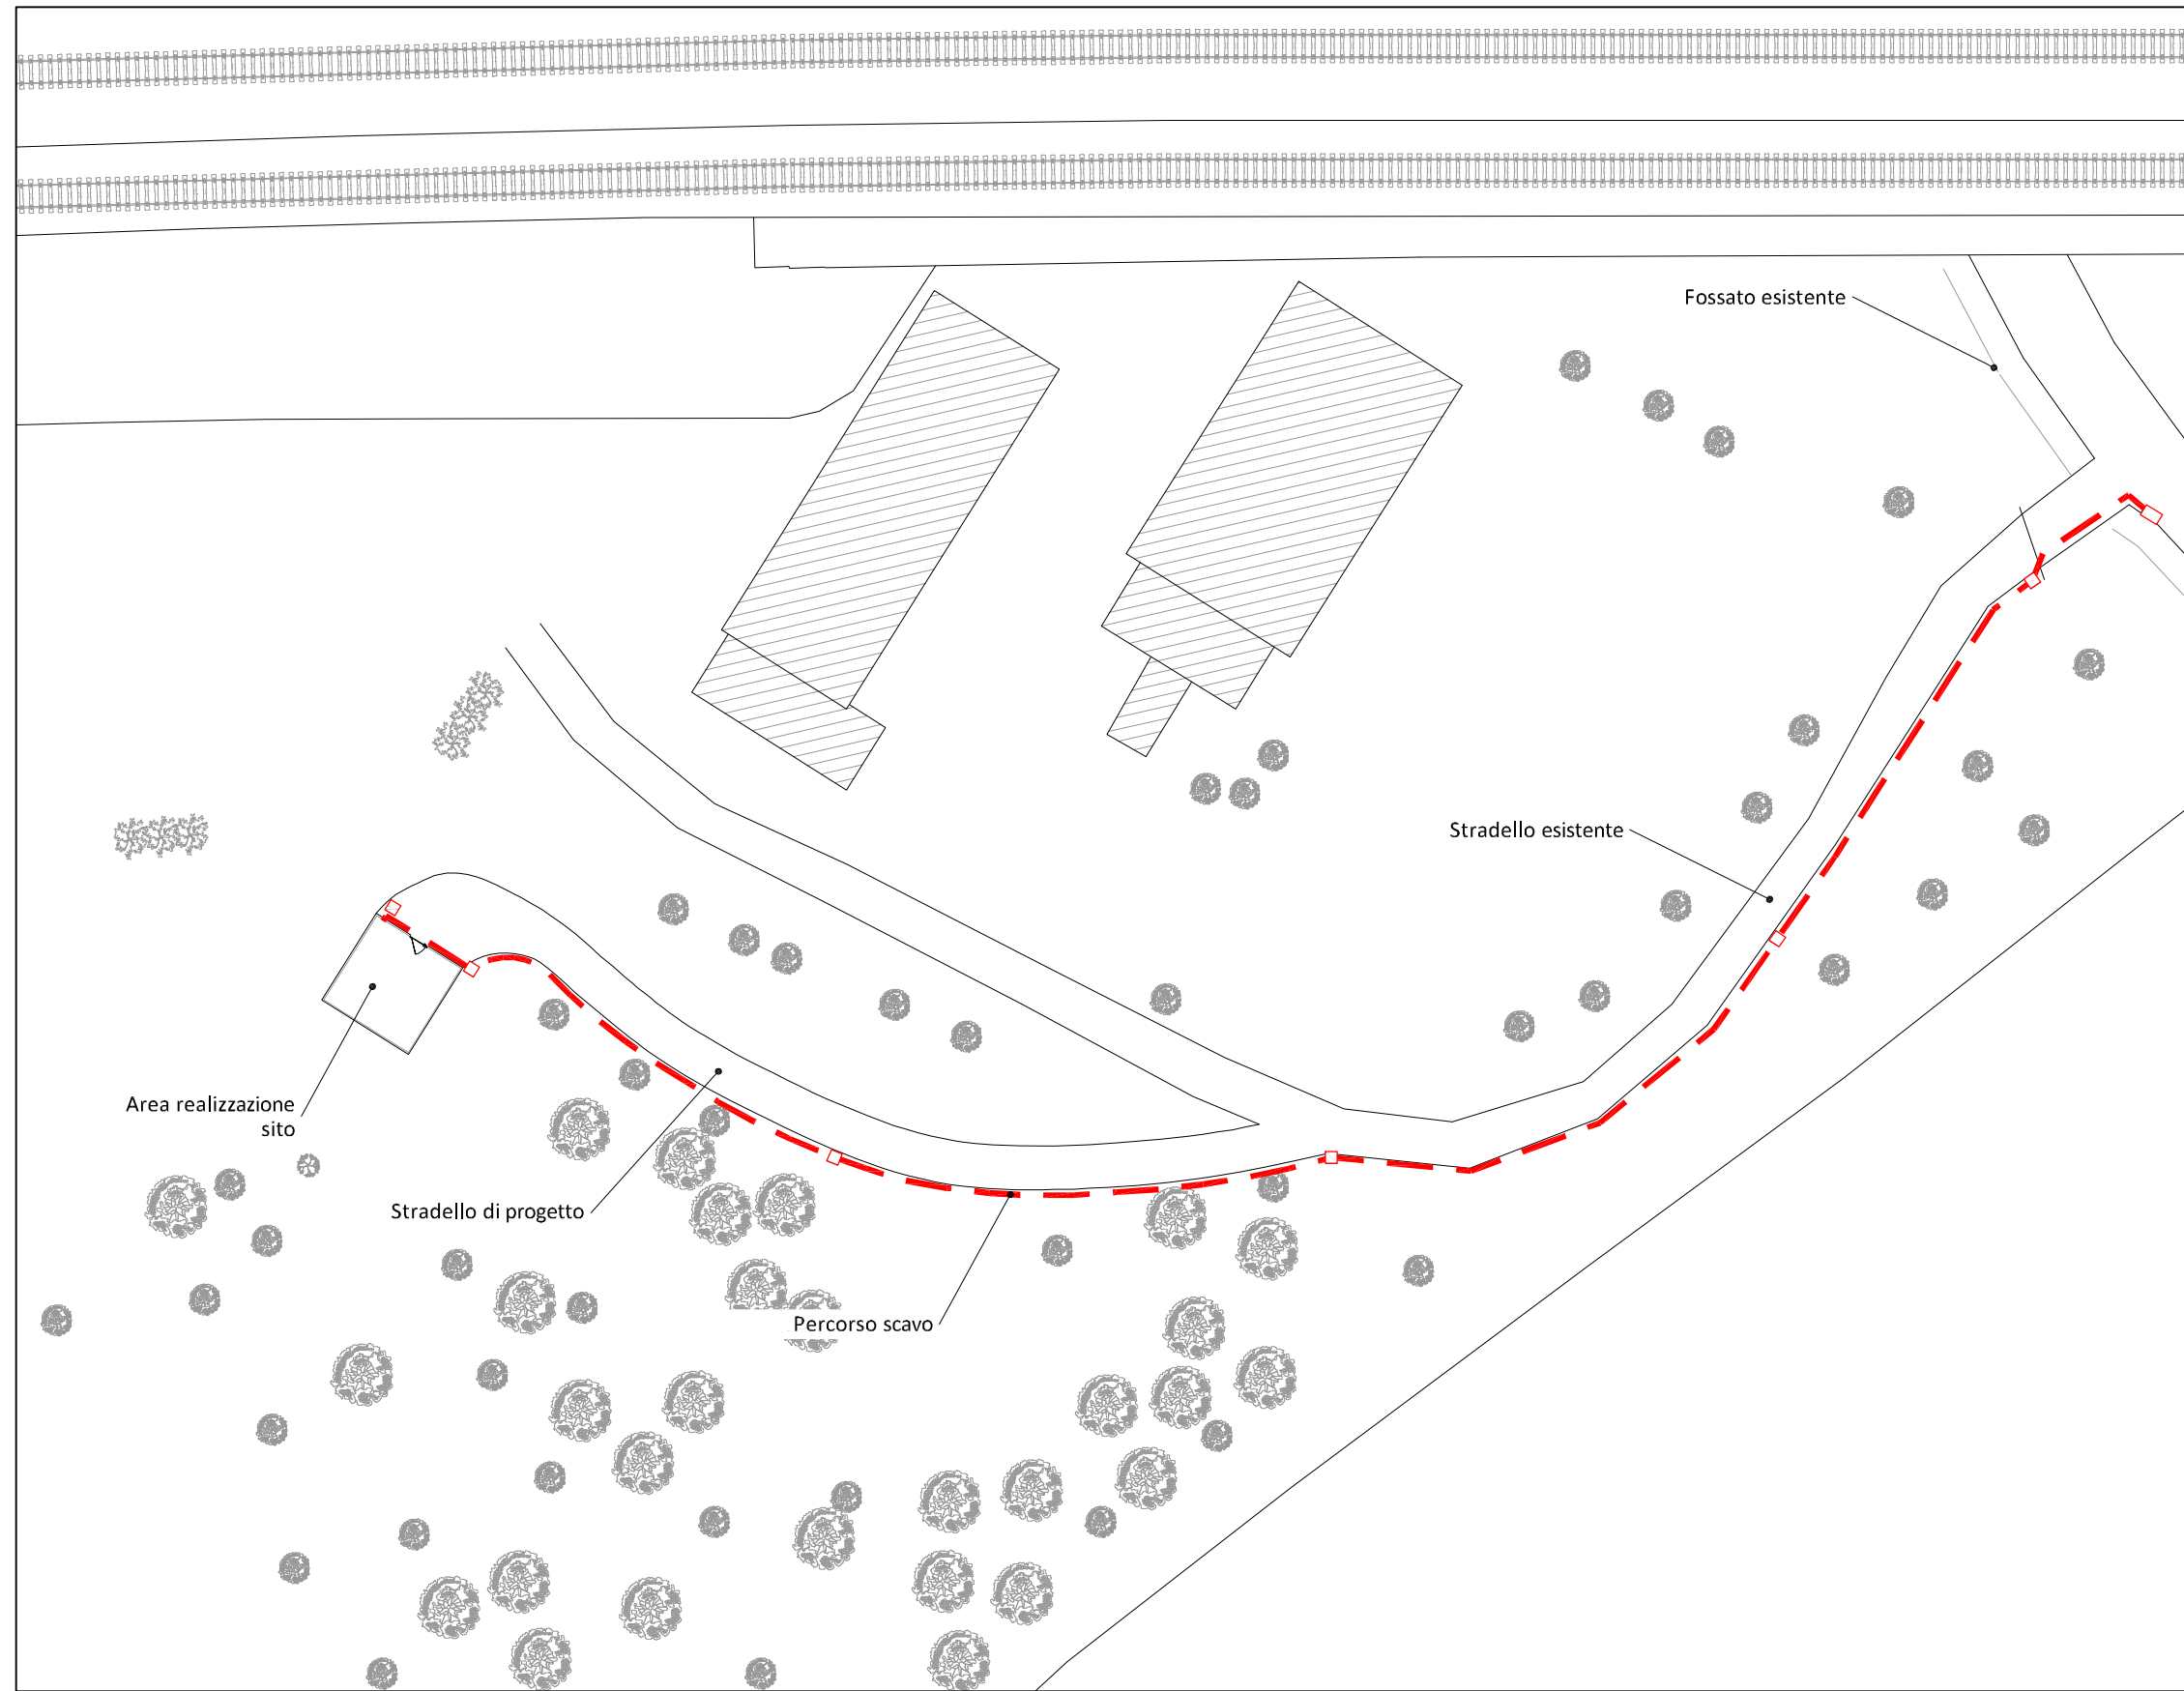 Fossato esistente
Stradello esistente
Area realizzazione
sito
Stradello di progetto
Percorso scavo